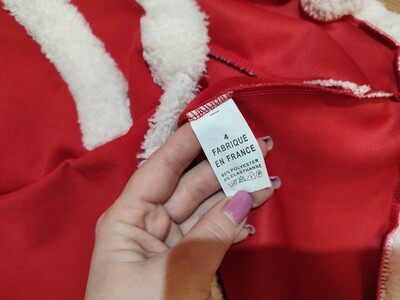 4
FABRIQUE
EN FRANCE
95% POLYESTER
5% ELASTHANNE